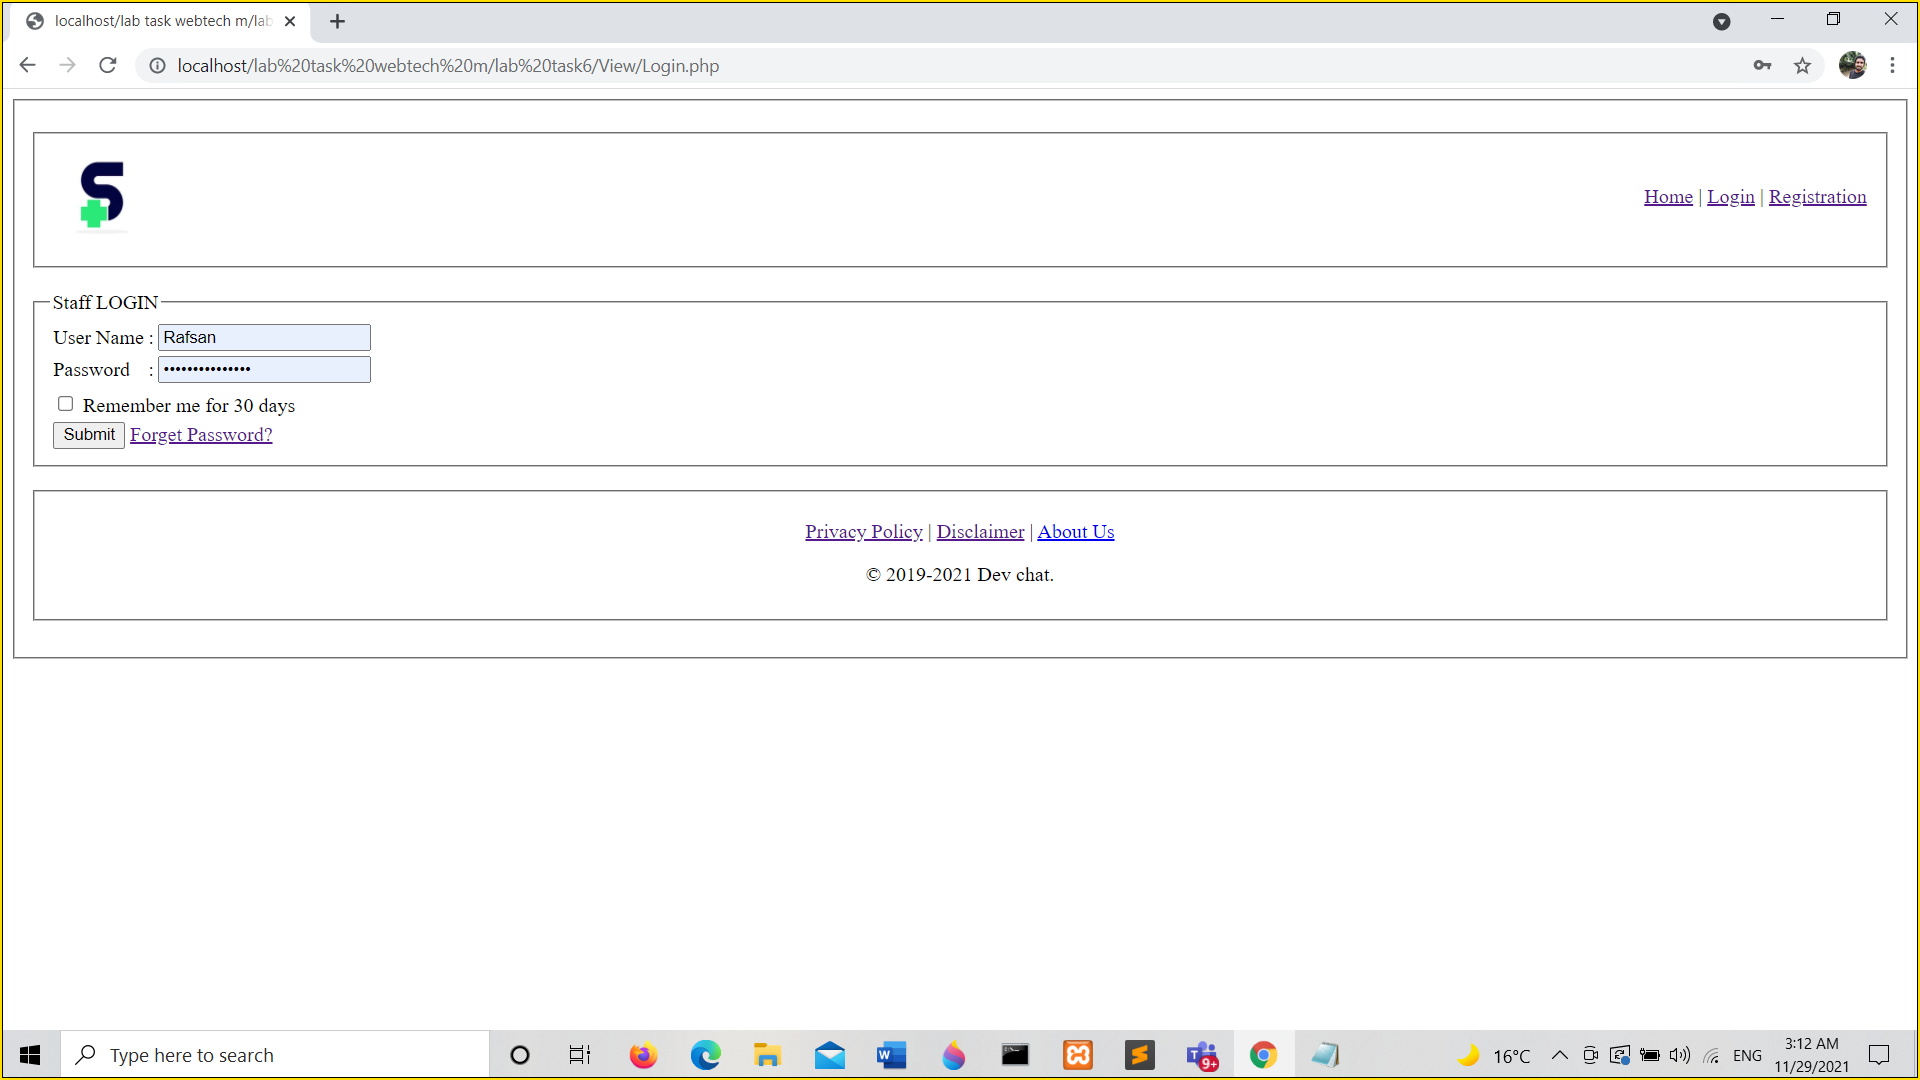 localhost/lab task webtech m/lab
localhost/lab%20task%20webtech%20m/lab%20task6/View/Login.php
Home | Login | Registration
Staff LOGIN
User Name : Rafsan
Password : •••••••••••••••
Remember me for 30 days
Submit Forget Password?
Privacy Policy | Disclaimer | About Us
© 2019-2021 Dev chat.
Type here to search
9+
16°C
ENG
3:12 AM
11/29/2021